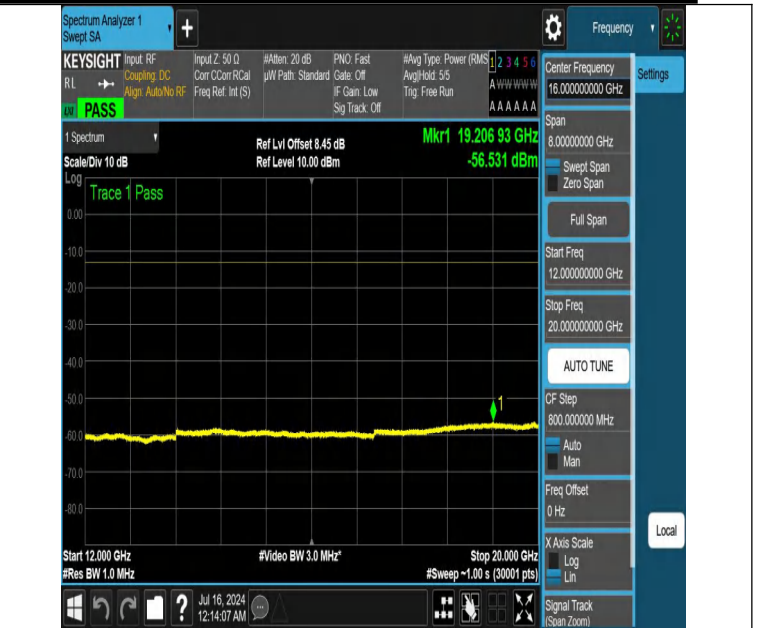 Spectrum Analyzer 1
Swept SA
Frequency
KEYSIGHT
RL
PASS
Input: RF
Coupling: DC
Align: Auto/No RF
Input Z: 50 Ω
Corr CCorr RCal
Freq Ref: Int (S)
#Atten: 20 dB
µW Path: Standard
PNO: Fast
Gate: Off
IF Gain: Low
Sig Track: Off
#Avg Type: Power (RMS
Avg|Hold: 5/5
Trig: Free Run
1 2 3 4 5 6
A W W W W W
A A A A A A
Center Frequency
16.000000000 GHz
Settings
Span
8.00000000 GHz
Swept Span
Zero Span
Full Span
Start Freq
12.000000000 GHz
Stop Freq
20.000000000 GHz
AUTO TUNE
CF Step
800.000000 MHz
Auto
Man
Freq Offset
0 Hz
X Axis Scale
Log
Lin
Signal Track
(Span Zoom)
Local
1 Spectrum
Scale/Div 10 dB
Ref Lvl Offset 8.45 dB
Ref Level 10.00 dBm
Mkr1 19.206 93 GHz
-56.531 dBm
Log
Trace 1 Pass
0.00
-10.0
-20.0
-30.0
-40.0
-50.0
-60.0
-70.0
-80.0
1
Start 12.000 GHz
#Res BW 1.0 MHz
#Video BW 3.0 MHz*
Stop 20.000 GHz
#Sweep ~1.00 s (30001 pts)
?
Jul 16, 2024
12:14:07 AM